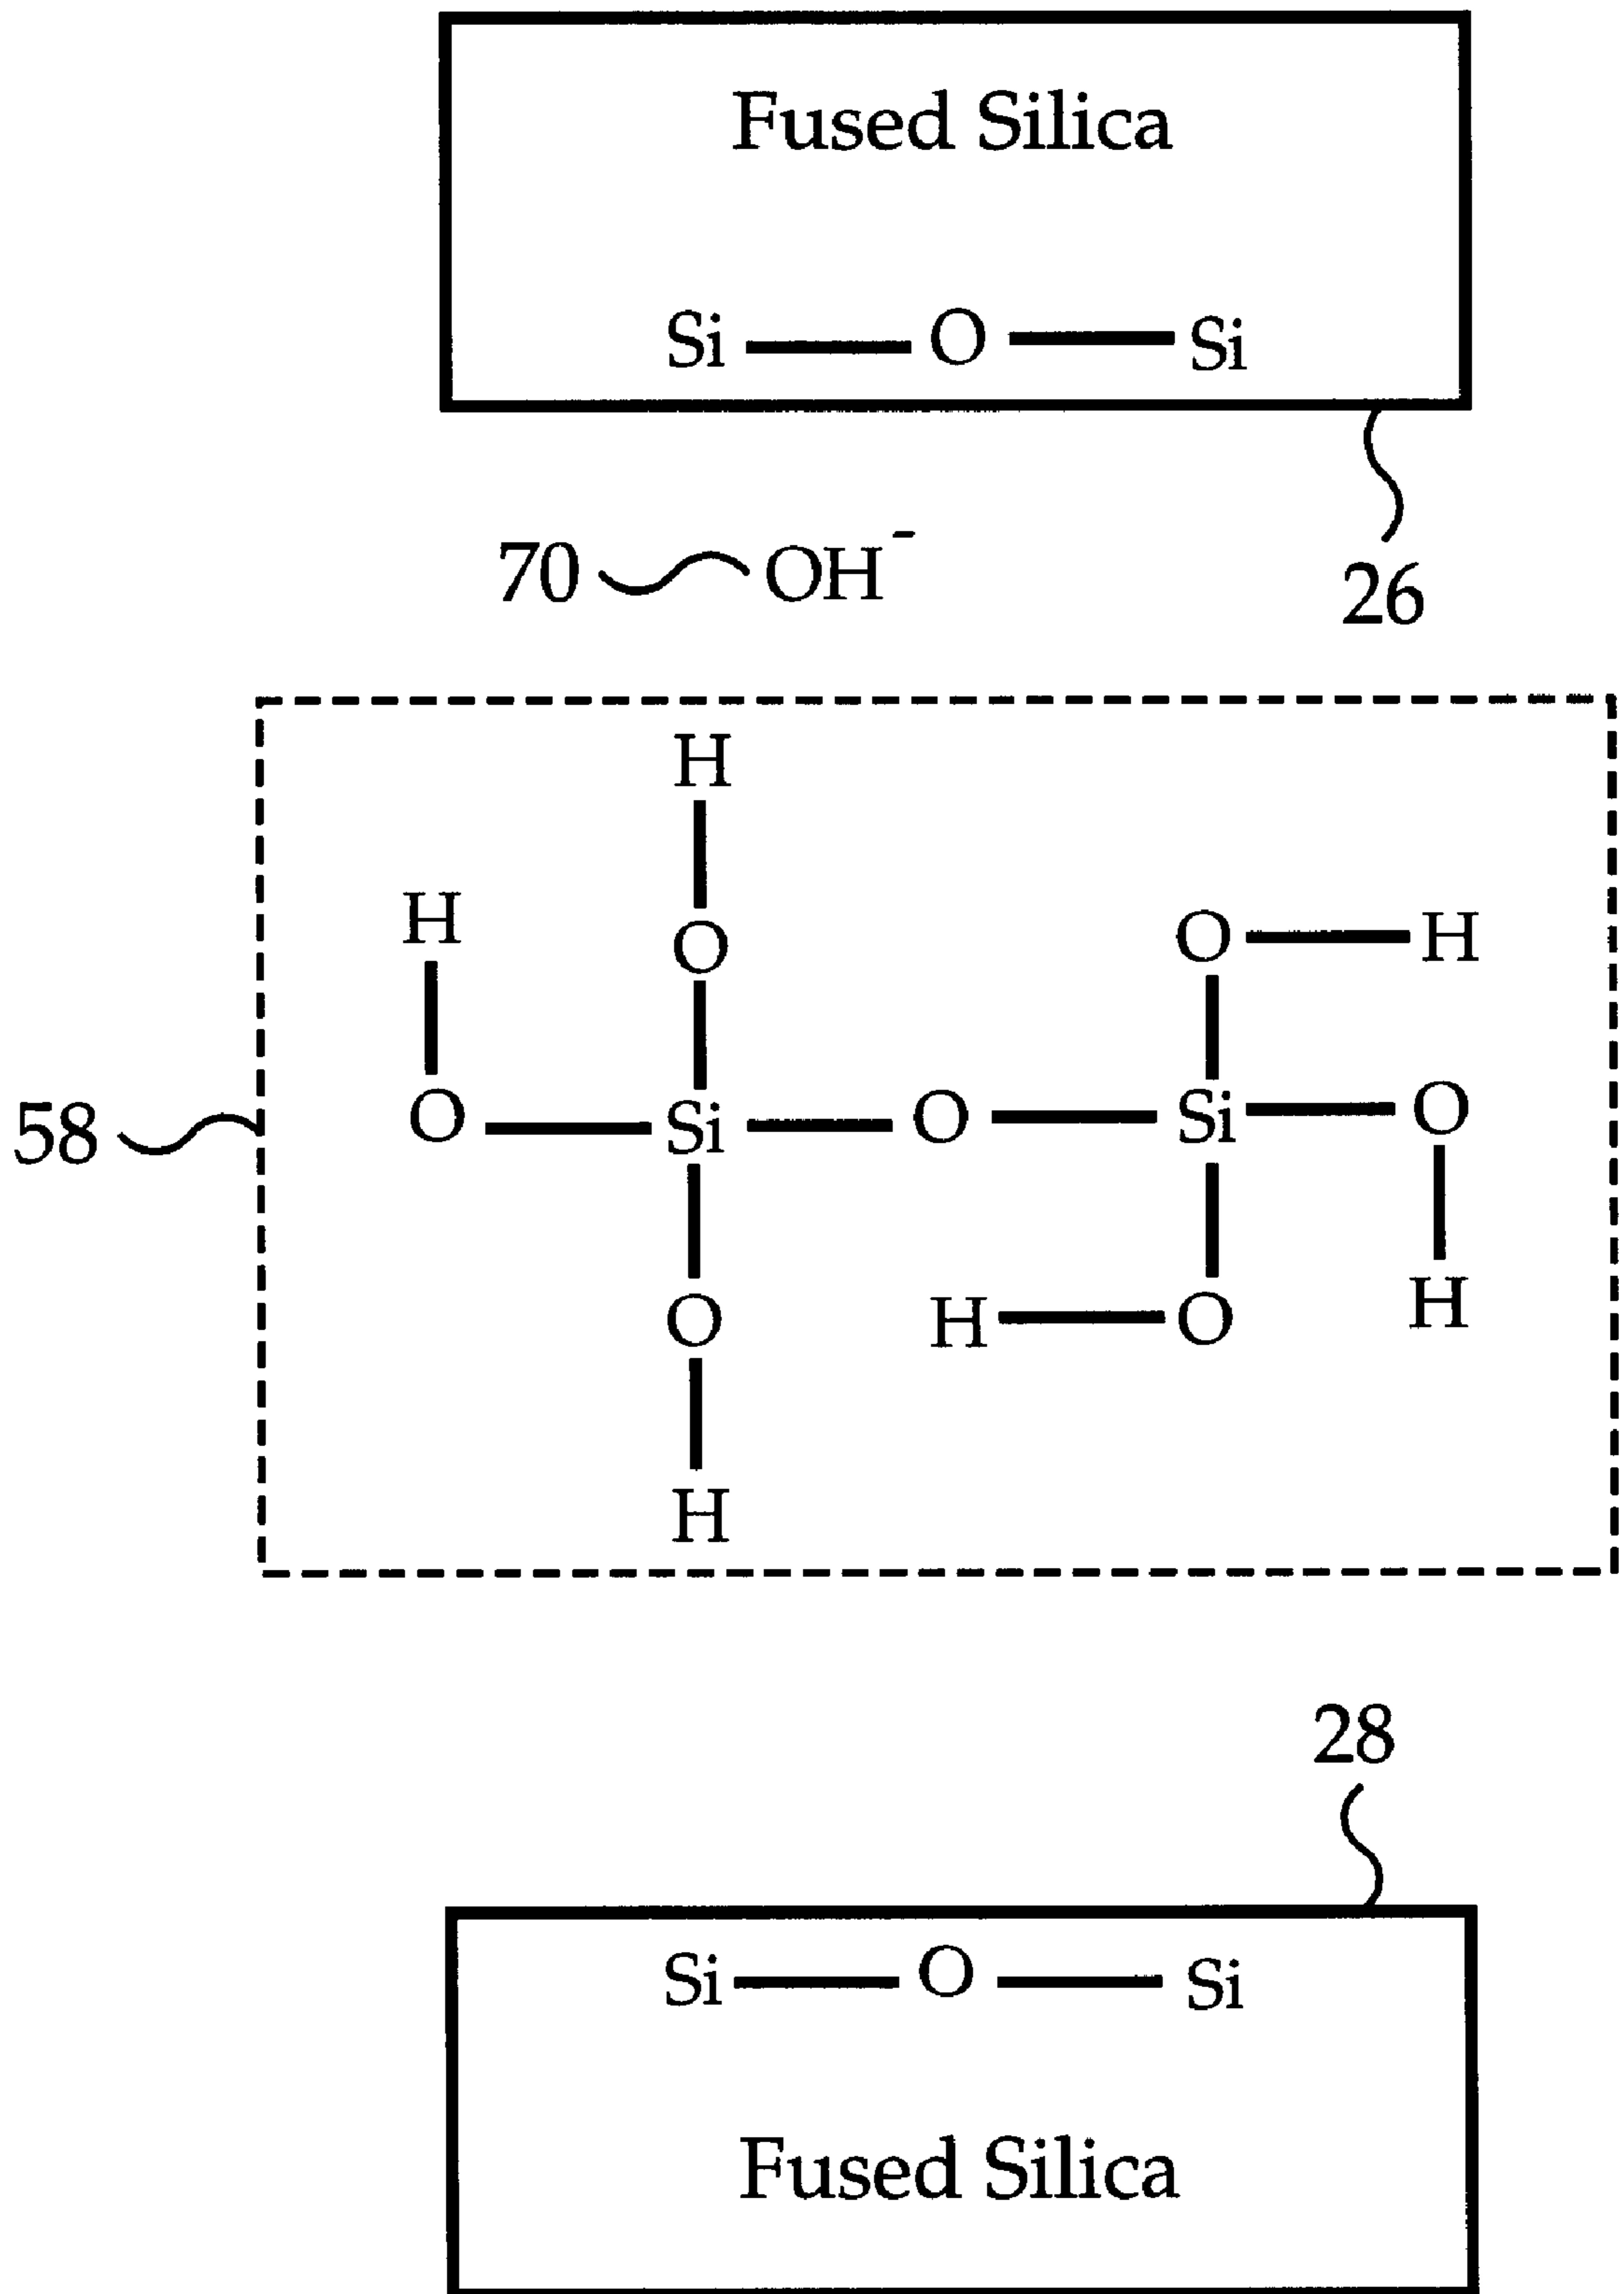 Fused Silica
Si O Si
70 OH⁻
26
H
H
O O H
58 O Si O Si O
O H O H
H
28
Si O Si
Fused Silica